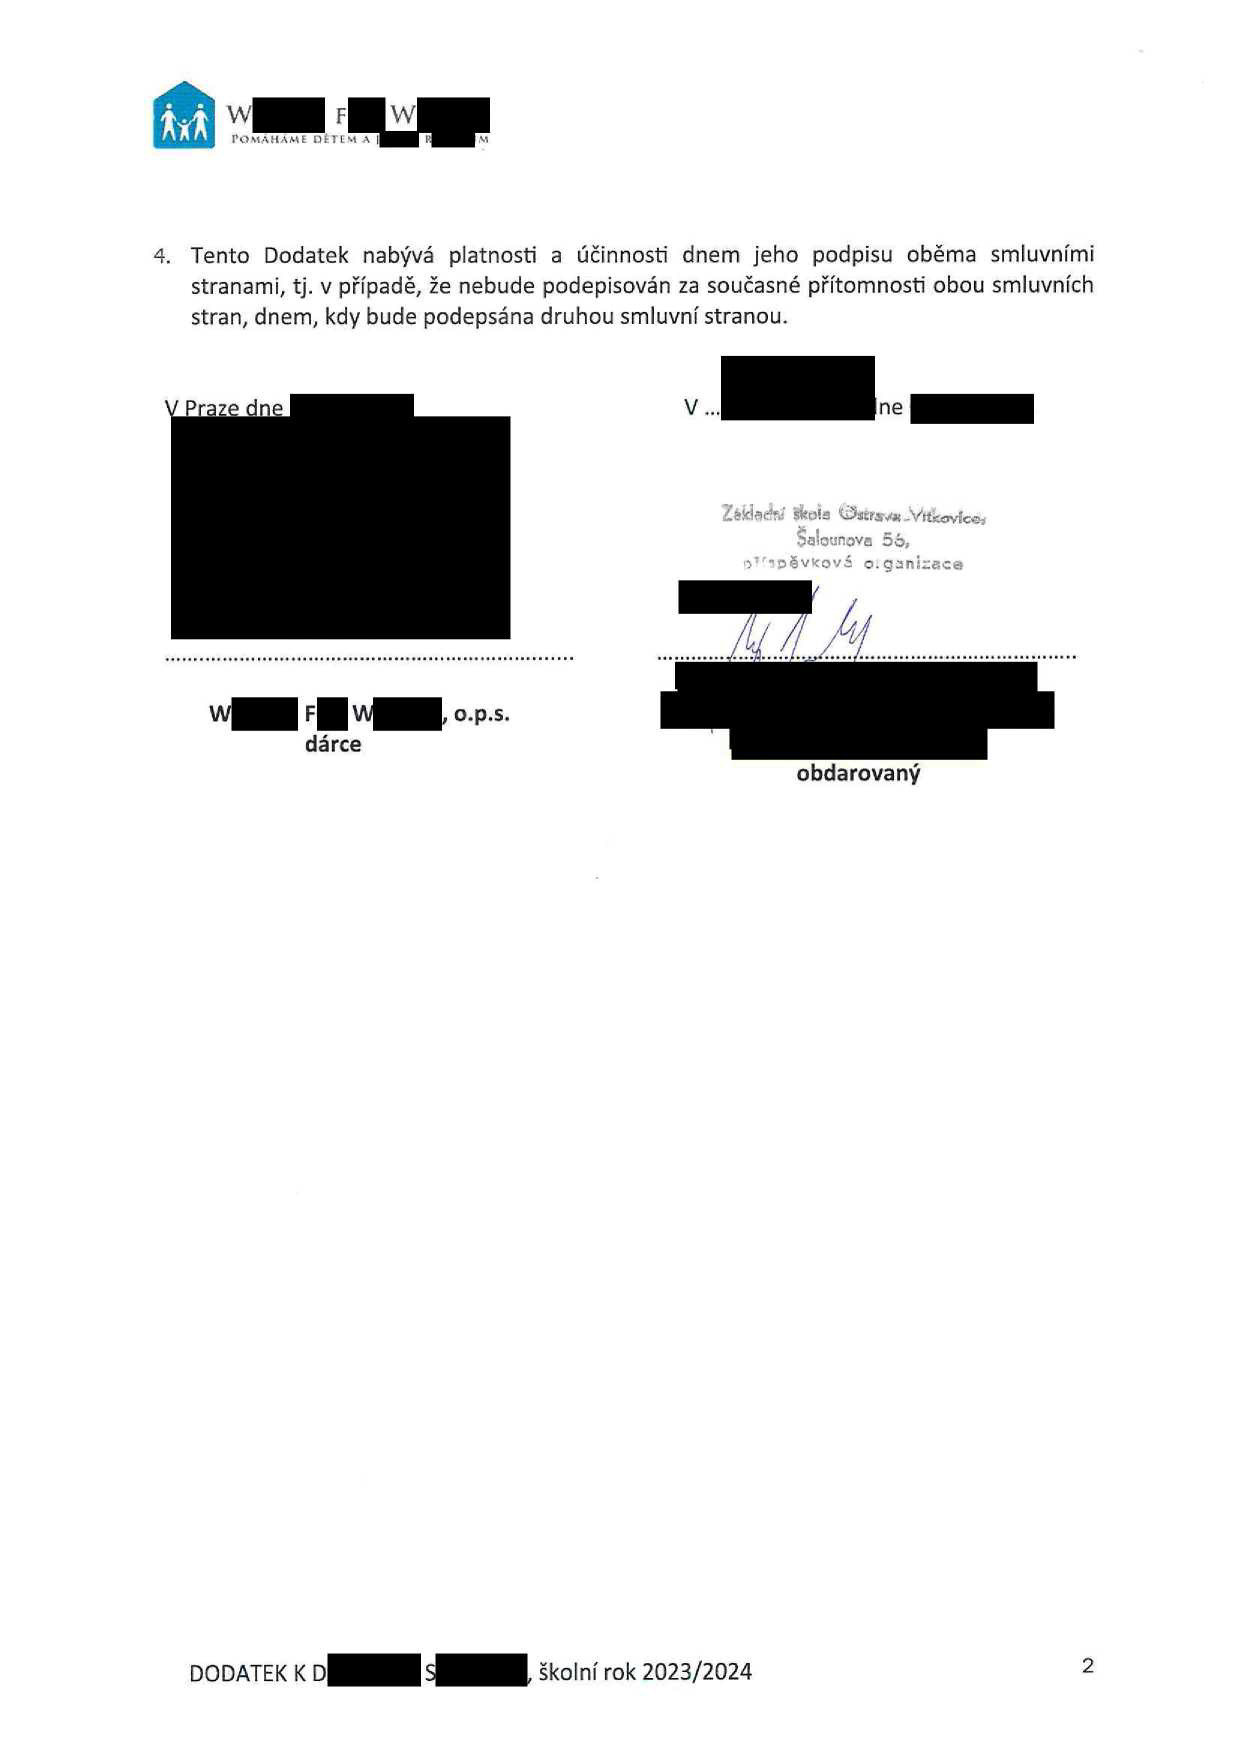 W F W
POMÁHÁME DĚTEM A
4. Tento Dodatek nabývá platnosti a účinnosti dnem jeho podpisu oběma smluvními
stranami, tj. v případě, že nebude podepisován za současné přítomnosti obou smluvních
stran, dnem, kdy bude podepsána druhou smluvní stranou.
V Praze dne
V ... dne
Základní škola Ostrava-Vítkovice,
Šalounova 56,
příspěvková organizace
W F W , o.p.s.
dárce
obdarovaný
DODATEK K D S , školní rok 2023/2024
2